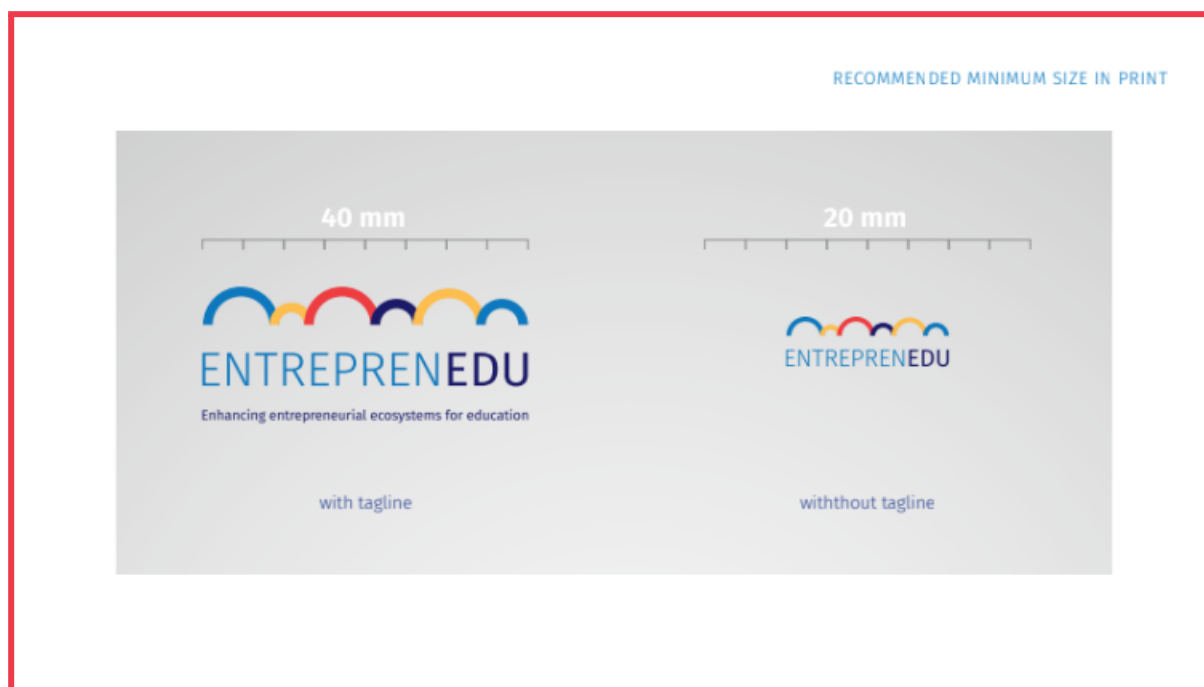 RECOMMENDED MINIMUM SIZE IN PRINT
40 mm
20 mm
ENTREPRENEDU
Enhancing entrepreneurial ecosystems for education
ENTREPRENEDU
with tagline
withthout tagline